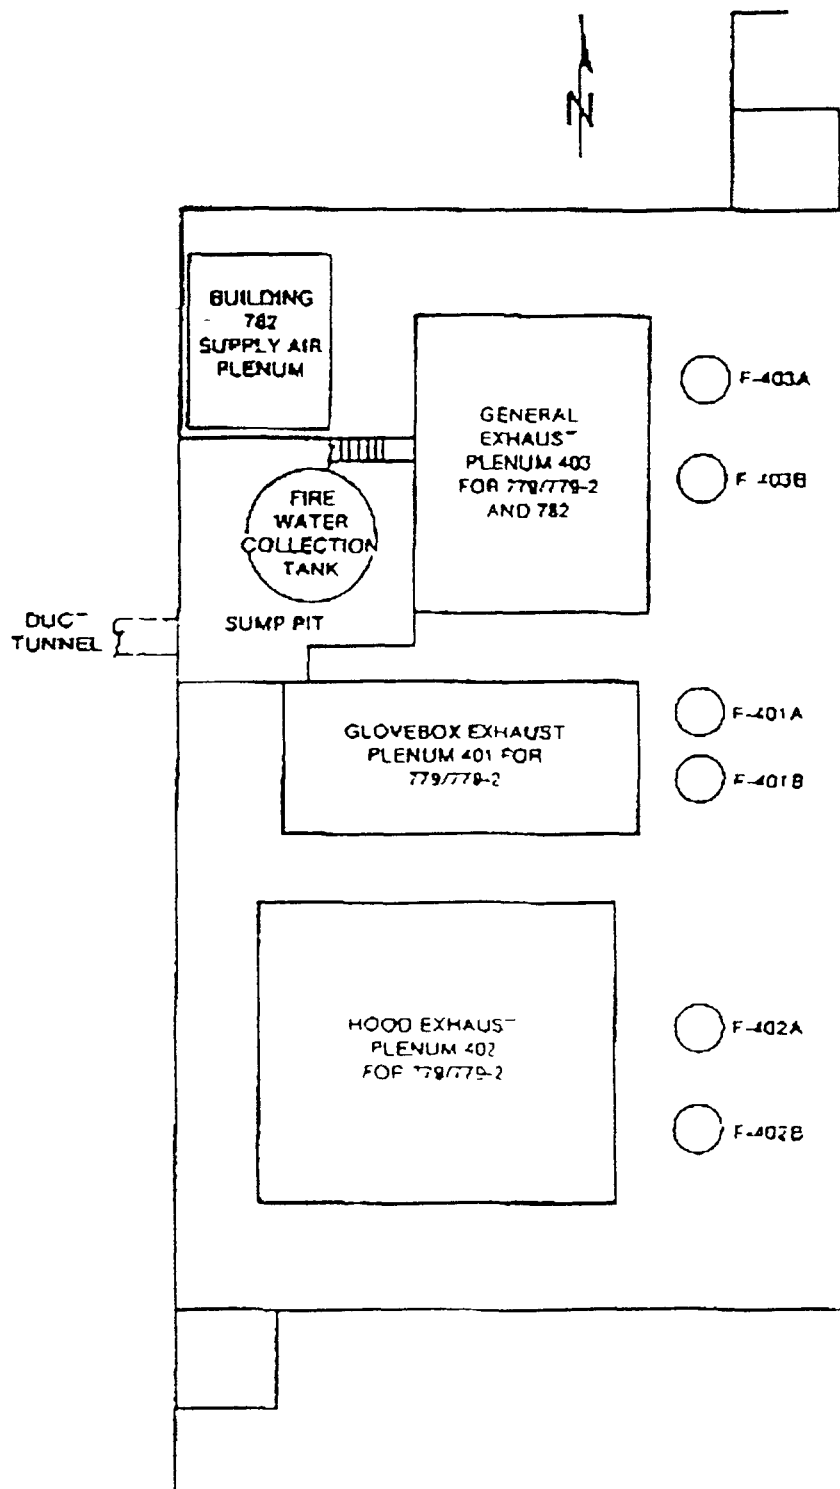 N
BUILDING
782
SUPPLY AIR
PLENUM
GENERAL
EXHAUST
PLENUM 403
FOR 779/779-2
AND 782
F-403A
F-403B
FIRE
WATER
COLLECTION
TANK
DUCT
TUNNEL
SUMP PIT
GLOVEBOX EXHAUST
PLENUM 401 FOR
779/779-2
F-401A
F-401B
HOOD EXHAUST
PLENUM 402
FOR 779/779-2
F-402A
F-402B